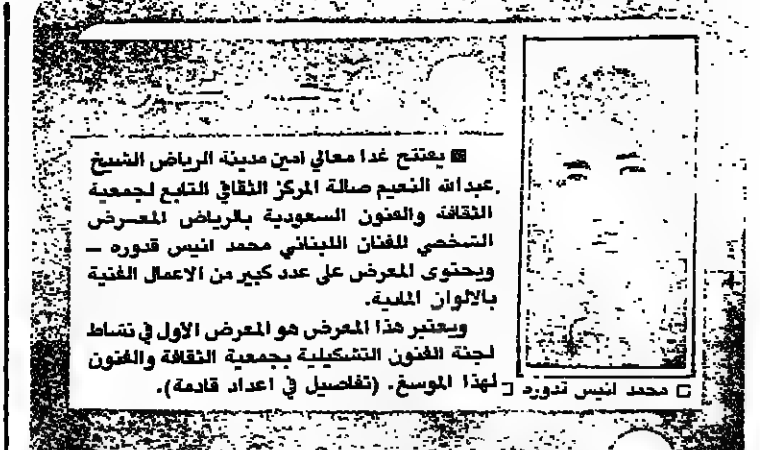 يفتتح غدا معالي امين مدينة الرياض الشيخ
عبدالله النعيم صالة المركز الثقافي التابع لجمعية
الثقافة والفنون السعودية بالرياض المعــرض
الشخصي للفنان اللبناني محمد انيس قدوره —
ويحتوى المعرض على عدد كبير من الاعمال الفنية
بالالوان المائية.
ويعتبر هذا المعرض هو المعرض الاول في نشاط
لجنة الفنون التشكيلية بجمعية الثقافة والفنون
لهذا الموسم. (تفاصيل في اعداد قادمة).
محمد انيس قدوره